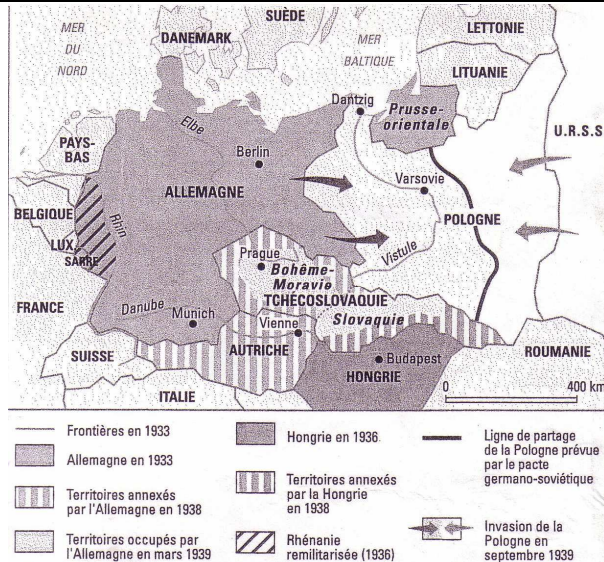 SUÈDE
MER
DU
NORD
DANEMARK
MER
BALTIQUE
LETTONIE
LITUANIE
Dantzig
Prusse-
orientale
U.R.S.S
PAYS-
BAS
Elbe
Berlin
ALLEMAGNE
Varsovie
POLOGNE
BELGIQUE
Rhin
LUX.
SARRE
Vistule
Prague
Bohême-
Moravie
TCHÉCOSLOVAQUIE
Slovaquie
FRANCE
Danube
Munich
Vienne
AUTRICHE
Budapest
HONGRIE
ROUMANIE
SUISSE
ITALIE
0 400 km
Frontières en 1933
Allemagne en 1933
Territoires annexés
par l'Allemagne en 1938
Territoires occupés par
l'Allemagne en mars 1939
Hongrie en 1936
Territoires annexés
par la Hongrie
en 1938
Rhénanie
remilitarisée (1936)
Ligne de partage
de la Pologne prévue
par le pacte
germano-soviétique
Invasion de la
Pologne en
septembre 1939